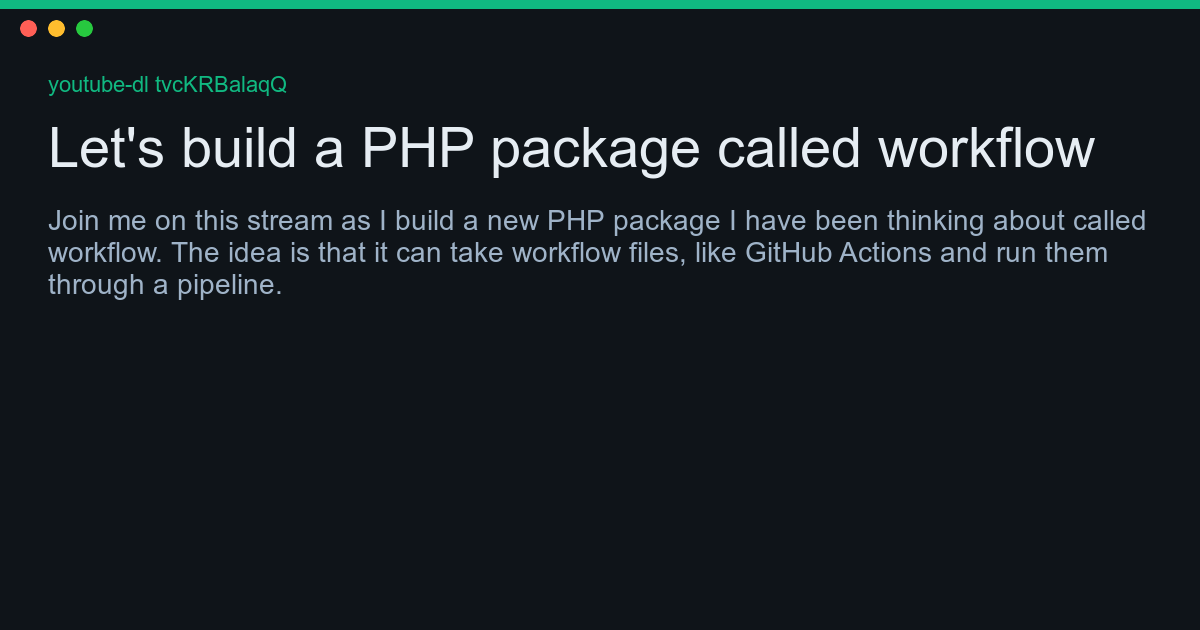 youtube-dl tvcKRBalaqQ
Let's build a PHP package called workflow
Join me on this stream as I build a new PHP package I have been thinking about called
workflow. The idea is that it can take workflow files, like GitHub Actions and run them
through a pipeline.